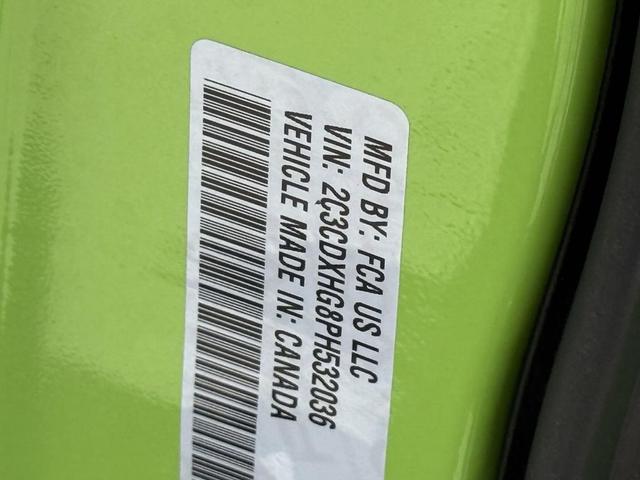 MFD BY: FCA US LLC
VIN: 2C3CDXHG8PH532036
VEHICLE MADE IN: CANADA